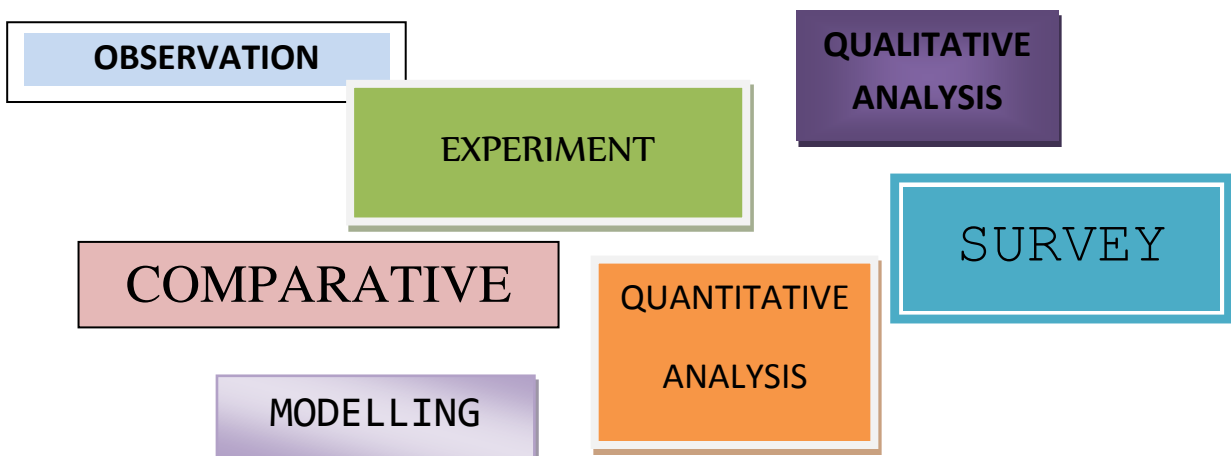 OBSERVATION
QUALITATIVE
ANALYSIS
EXPERIMENT
SURVEY
COMPARATIVE
QUANTITATIVE
ANALYSIS
MODELLING